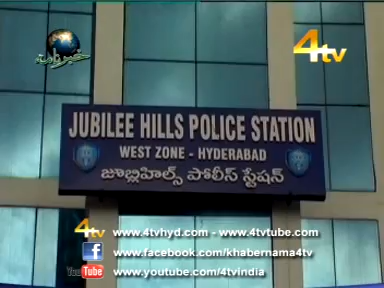 خبرنامہ
4tv
JUBILEE HILLS POLICE STATION
WEST ZONE - HYDERABAD
జూబ్లిహిల్స్ పోలీస్ స్టేషన్
4tv
www.4tvhyd.com - www.4tvtube.com
f www.facebook.com/khabernama4tv
YouTube www.youtube.com/4tvindia